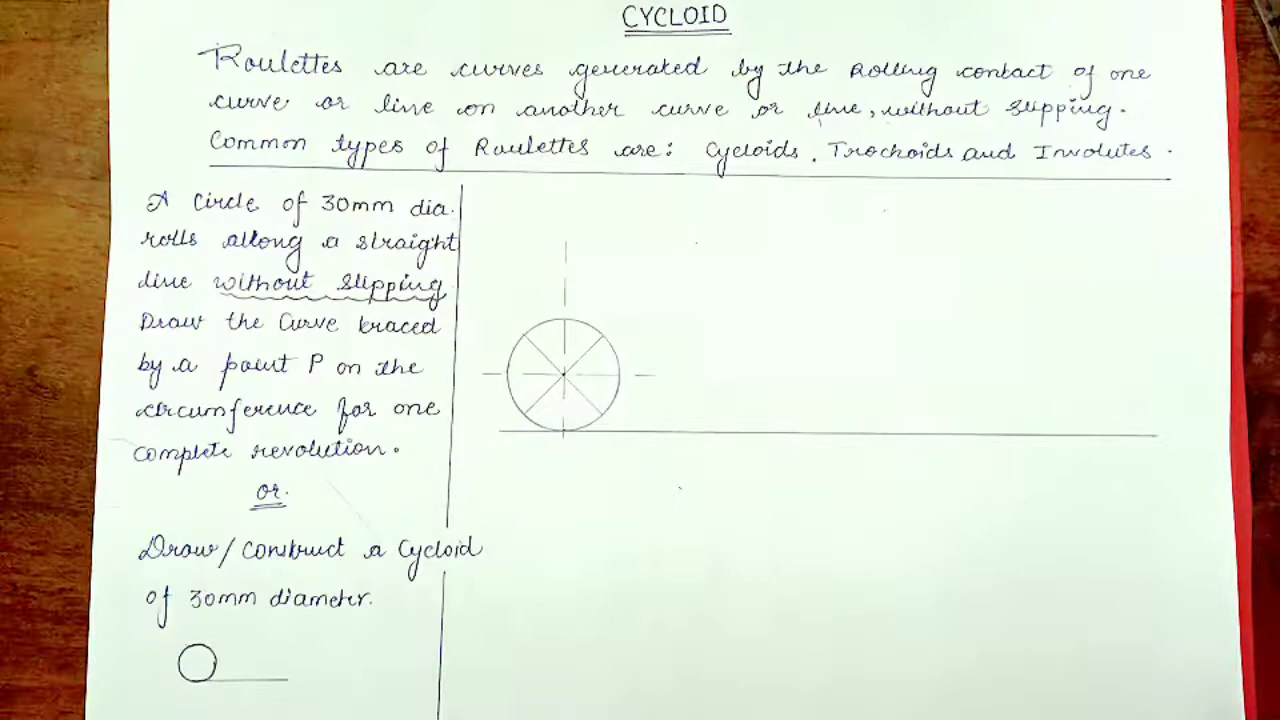 CYCLOID
Roulettes are curves generated by the Rolling contact of one
curve or line on another curve or line, without slipping.
Common types of Roulettes are: Cycloids, Trochoids and Involutes.
A Circle of 30mm dia.
rolls allong a straight
line without slipping
Draw the Curve traced
by a point P on the
circumference for one
complete revolution.
or.
Draw/Construct a Cycloid
of 30mm diameter.